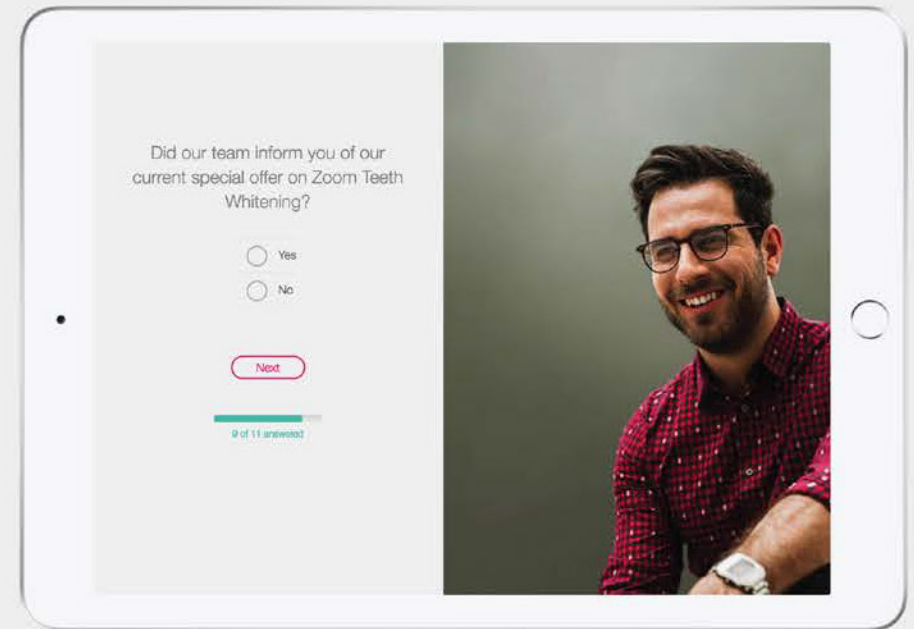 Did our team inform you of our
current special offer on Zoom Teeth
Whitening?
Yes
No
Next
9 of 11 answered